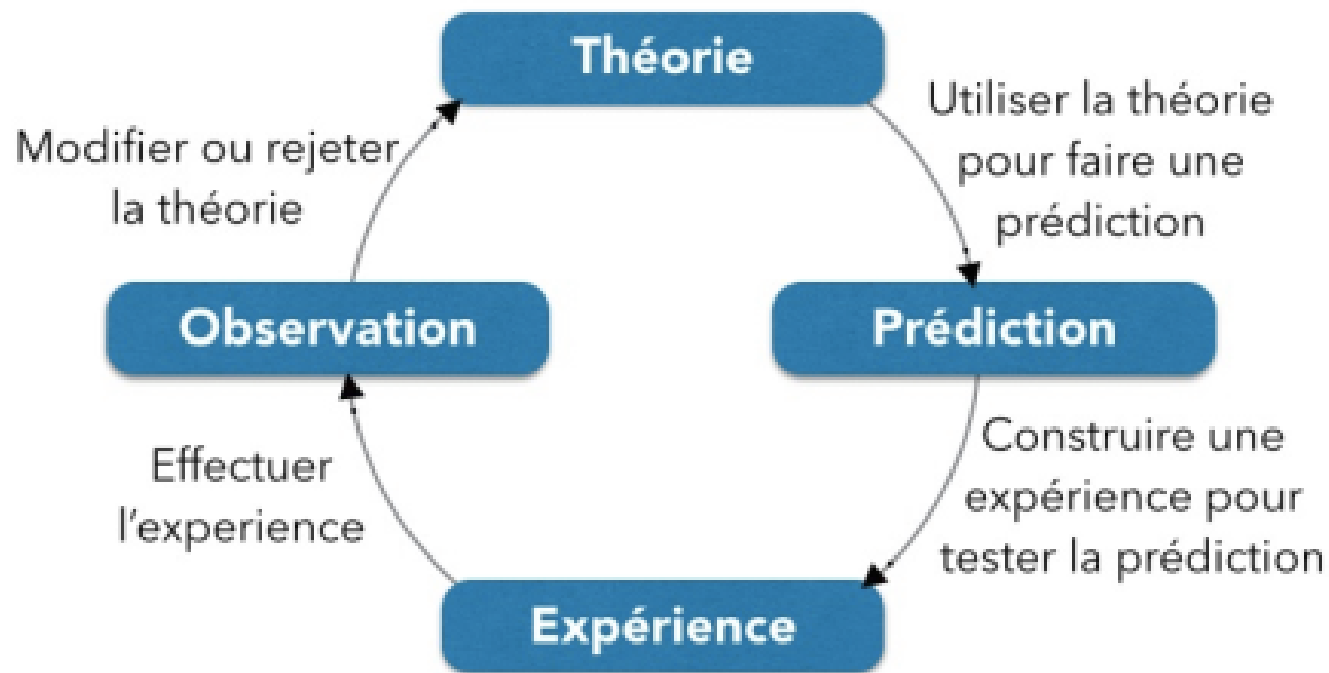 Théorie
Utiliser la théorie
pour faire une
prédiction
Modifier ou rejeter
la théorie
Observation
Prédiction
Construire une
expérience pour
tester la prédiction
Effectuer
l'experience
Expérience